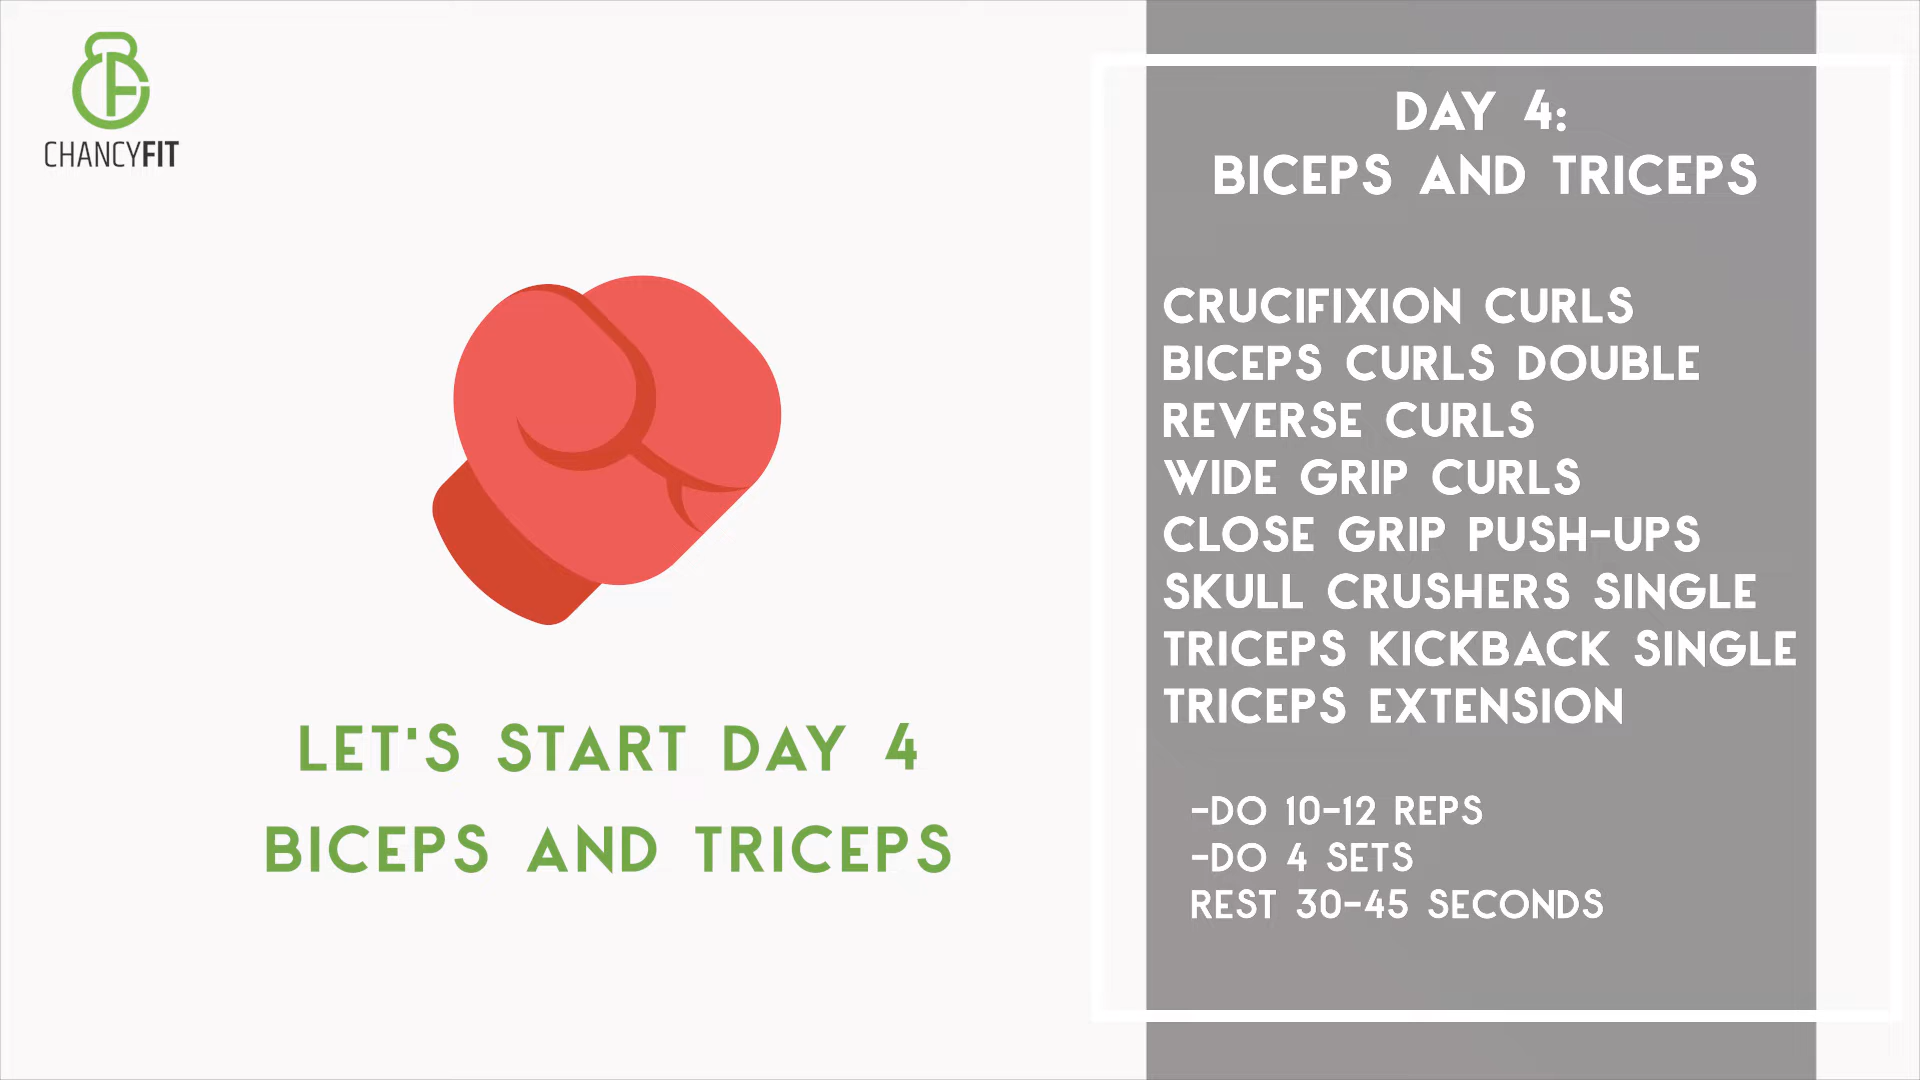 CHANCYFIT
LET'S START DAY 4
BICEPS AND TRICEPS
DAY 4:
BICEPS AND TRICEPS
CRUCIFIXION CURLS
BICEPS CURLS DOUBLE
REVERSE CURLS
WIDE GRIP CURLS
CLOSE GRIP PUSH-UPS
SKULL CRUSHERS SINGLE
TRICEPS KICKBACK SINGLE
TRICEPS EXTENSION
-DO 10-12 REPS
-DO 4 SETS
REST 30-45 SECONDS